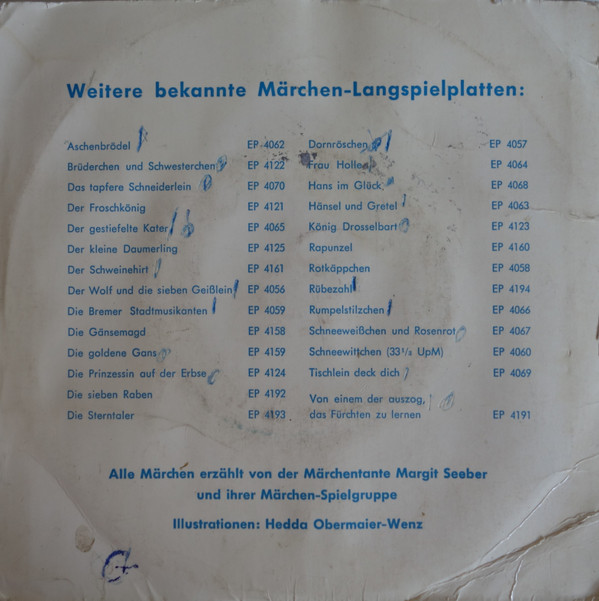 Weitere bekannte Märchen-Langspielplatten:
Aschenbrödel EP 4062
Brüderchen und Schwesterchen EP 4122
Das tapfere Schneiderlein EP 4070
Der Froschkönig EP 4121
Der gestiefelte Kater EP 4065
Der kleine Daumerling EP 4125
Der Schweinehirt EP 4161
Der Wolf und die sieben Geißlein EP 4056
Die Bremer Stadtmusikanten EP 4059
Die Gänsemagd EP 4158
Die goldene Gans EP 4159
Die Prinzessin auf der Erbse EP 4124
Die sieben Raben EP 4192
Die Sterntaler EP 4193
Dornröschen EP 4057
Frau Holle EP 4064
Hans im Glück EP 4068
Hänsel und Gretel EP 4063
König Drosselbart EP 4123
Rapunzel EP 4160
Rotkäppchen EP 4058
Rübezahl EP 4194
Rumpelstilzchen EP 4066
Schneeweißchen und Rosenrot EP 4067
Schneewittchen (33¹/₃ UpM) EP 4060
Tischlein deck dich EP 4069
Von einem der auszog,
das Fürchten zu lernen EP 4191
Alle Märchen erzählt von der Märchentante Margit Seeber
und ihrer Märchen-Spielgruppe
Illustrationen: Hedda Obermaier-Wenz